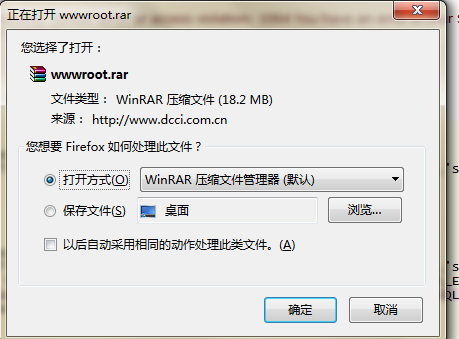 正在打开 wwwroot.rar
您选择了打开：
wwwroot.rar
文件类型： WinRAR 压缩文件 (18.2 MB)
来源： http://www.dcci.com.cn
您想要 Firefox 如何处理此文件？
打开方式(O) WinRAR 压缩文件管理器 (默认)
保存文件(S) 桌面 浏览...
以后自动采用相同的动作处理此类文件。(A)
确定 取消